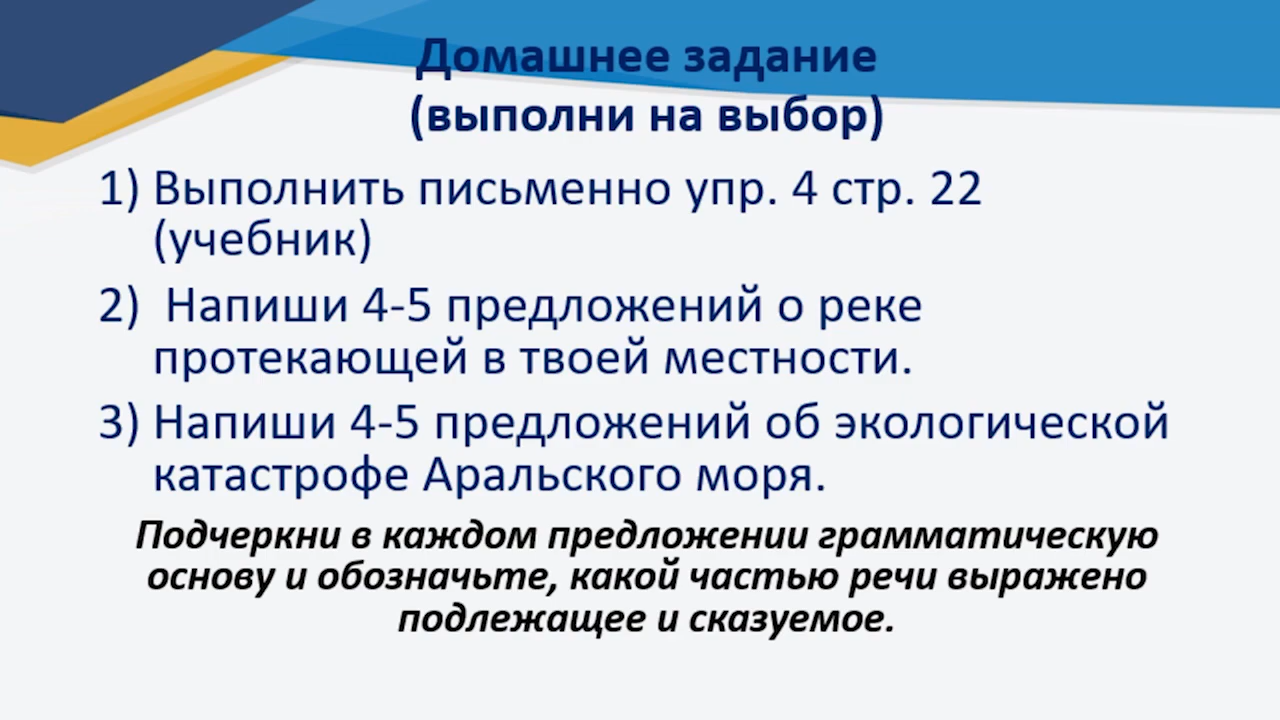 Домашнее задание
(выполни на выбор)
1) Выполнить письменно упр. 4 стр. 22
(учебник)
2) Напиши 4-5 предложений о реке
протекающей в твоей местности.
3) Напиши 4-5 предложений об экологической
катастрофе Аральского моря.
Подчеркни в каждом предложении грамматическую
основу и обозначьте, какой частью речи выражено
подлежащее и сказуемое.